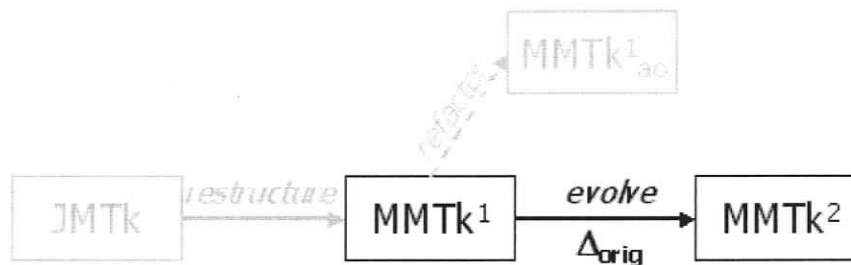 MMTk¹ₐₒ
refactor
JMTk restructure MMTk¹ evolve MMTk²
Δorig